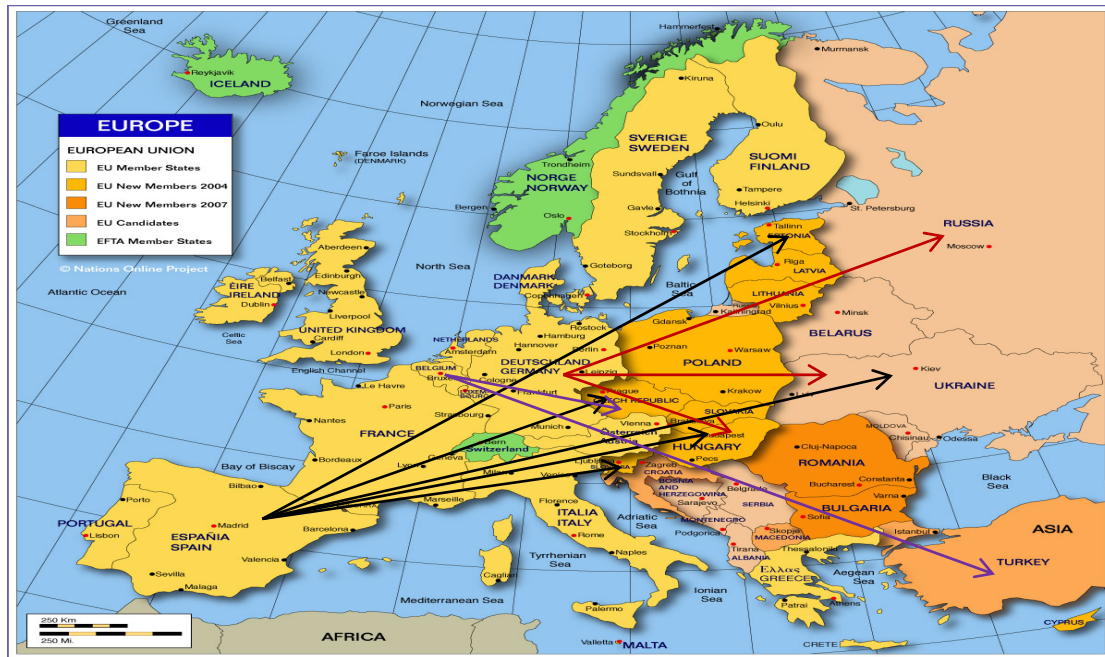 Greenland
Sea
Hammerfest
Murmansk
Reykjavik
ICELAND
Kiruna
Norwegian Sea
EUROPE
EUROPEAN UNION
EU Member States
EU New Members 2004
EU New Members 2007
EU Candidates
EFTA Member States
© Nations Online Project
Faroe Islands
(DENMARK)
Oulu
SVERIGE
SWEDEN
SUOMI
FINLAND
Trondheim
Sundsvall
Gulf
of
Bothnia
NORGE
NORWAY
Tampere
Helsinki
St. Petersburg
Bergen
Oslo
Gavle
Stockholm
Tallinn
ESTONIA
RUSSIA
Moscow
Aberdeen
Edinburgh
North Sea
Goteborg
Riga
LATVIA
Atlantic Ocean
ÉIRE
IRELAND
Belfast
Dublin
Newcastle
DANMARK
DENMARK
Copenhagen
Baltic
Sea
LITHUANIA
Vilnius
Kaliningrad
Minsk
BELARUS
Celtic
Sea
Liverpool
UNITED KINGDOM
Cardiff
London
English Channel
NETHERLANDS
Amsterdam
Rostock
Hamburg
Hannover
Berlin
Gdansk
Poznan
Warsaw
POLAND
BELGIUM
DEUTSCHLAND
GERMANY
Leipzig
Cologne
Frankfurt
Krakow
Kiev
UKRAINE
Le Havre
Paris
Strasbourg
Prague
CZECH REPUBLIC
SLOVAKIA
Nantes
FRANCE
Munich
Vienna
Österreich
Austria
HUNGARY
MOLDOVA
Chisinau
Odessa
Bern
Switzerland
Geneva
Lyon
Bay of Biscay
Bordeaux
Bilbao
Pecs
Cluj-Napoca
ROMANIA
Bucharest
Constanta
Zagreb
CROATIA
BOSNIA
AND
HERZEGOWINA
Sarajevo
Belgrade
SERBIA
Black
Sea
Varna
BULGARIA
Sofia
Porto
PORTUGAL
Lisbon
Madrid
ESPAÑIA
SPAIN
Barcelona
Marseille
Florence
ITALIA
ITALY
Rome
Adriatic
Sea
MONTENEGRO
Podgorica
Skopje
MACEDONIA
Tirana
ALBANIA
Istanbul
ASIA
TURKEY
Valencia
Sevilla
Malaga
Cagliari
Naples
Tyrrhenian
Sea
Thessaloniki
Ελλας
GREECE
Aegean
Sea
Mediterranean Sea
Palermo
Ionian
Sea
Patrai
Athens
250 Km
250 Mi.
AFRICA
Valletta
MALTA
CRETE
CYPRUS